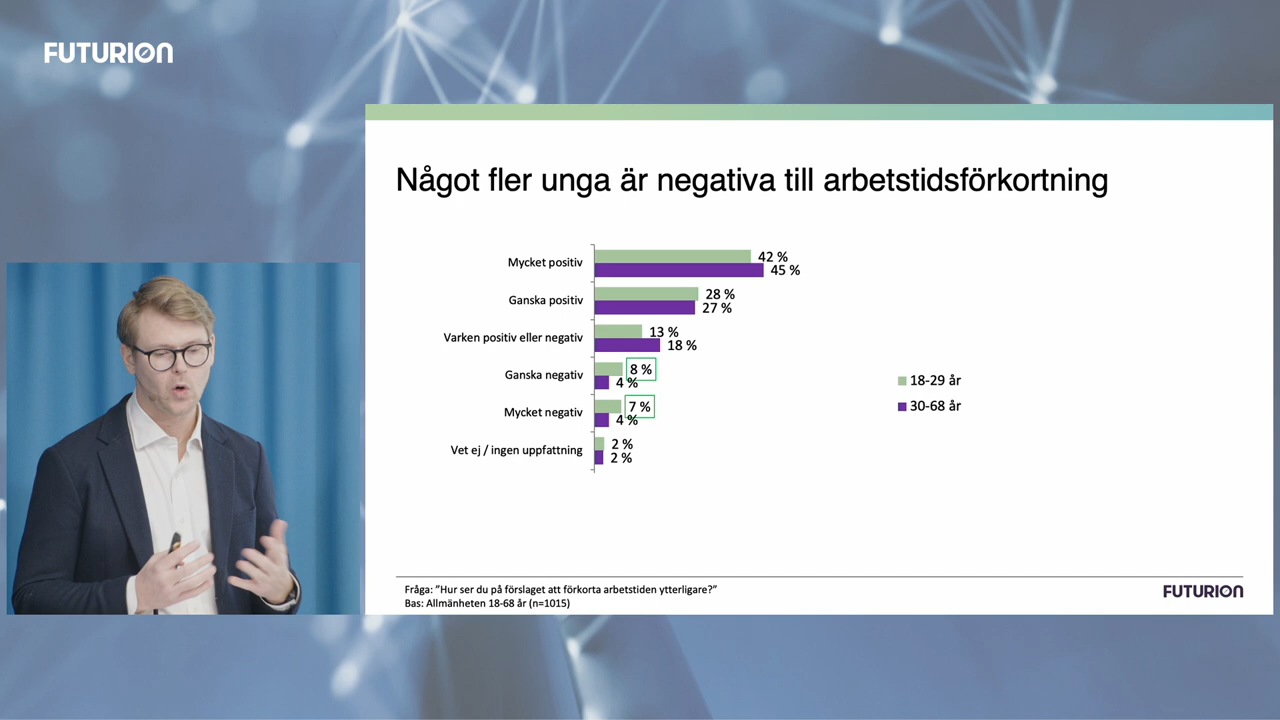 FUTURION
Något fler unga är negativa till arbetstidsförkortning
Mycket positiv
42 %
45 %
Ganska positiv
28 %
27 %
Varken positiv eller negativ
13 %
18 %
Ganska negativ
8 %
4 %
Mycket negativ
7 %
4 %
Vet ej / ingen uppfattning
2 %
2 %
18-29 år
30-68 år
Fråga: ”Hur ser du på förslaget att förkorta arbetstiden ytterligare?”
Bas: Allmänheten 18-68 år (n=1015)
FUTURION